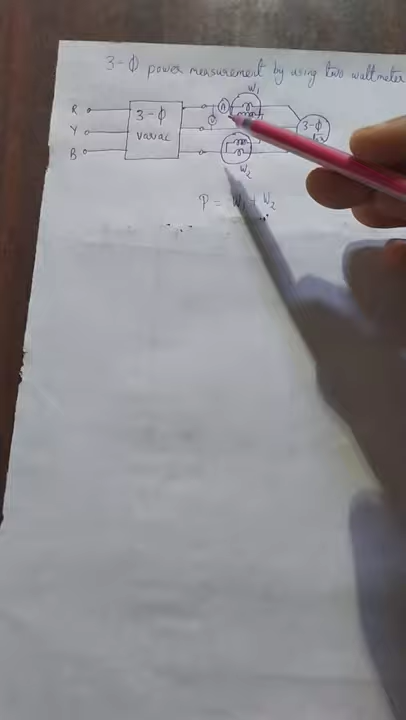 3-Φ power measurement by using two wattmeter
W1
R
Y
B
3-Φ
variac
A
V
3-Φ
W2
P = W1 + W2